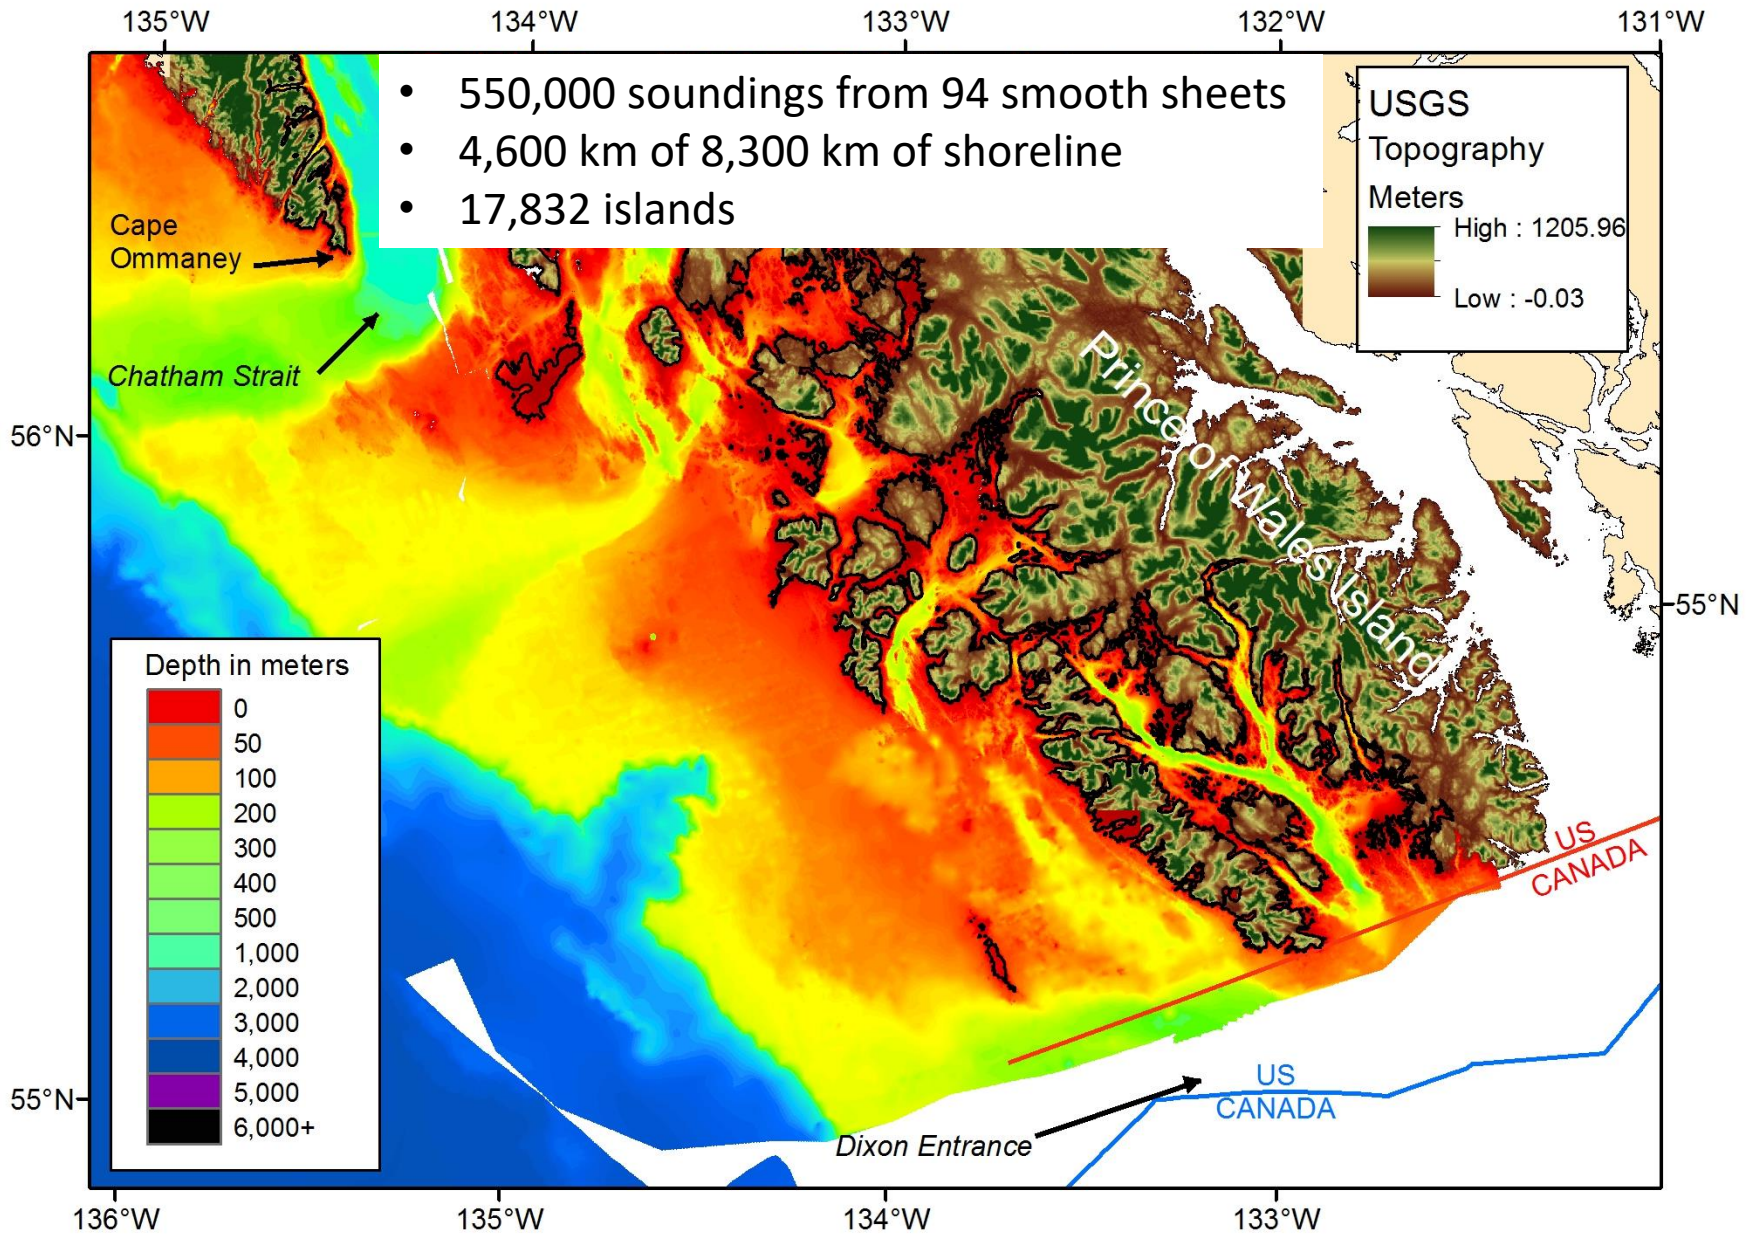 135°W
134°W
133°W
132°W
131°W
• 550,000 soundings from 94 smooth sheets
• 4,600 km of 8,300 km of shoreline
• 17,832 islands
USGS
Topography
Meters
High : 1205.96
Low : -0.03
Cape
Ommaney
Chatham Strait
Prince of Wales Island
56°N
55°N
Depth in meters
0
50
100
200
300
400
500
1,000
2,000
3,000
4,000
5,000
6,000+
US
CANADA
US
CANADA
Dixon Entrance
55°N
136°W
135°W
134°W
133°W